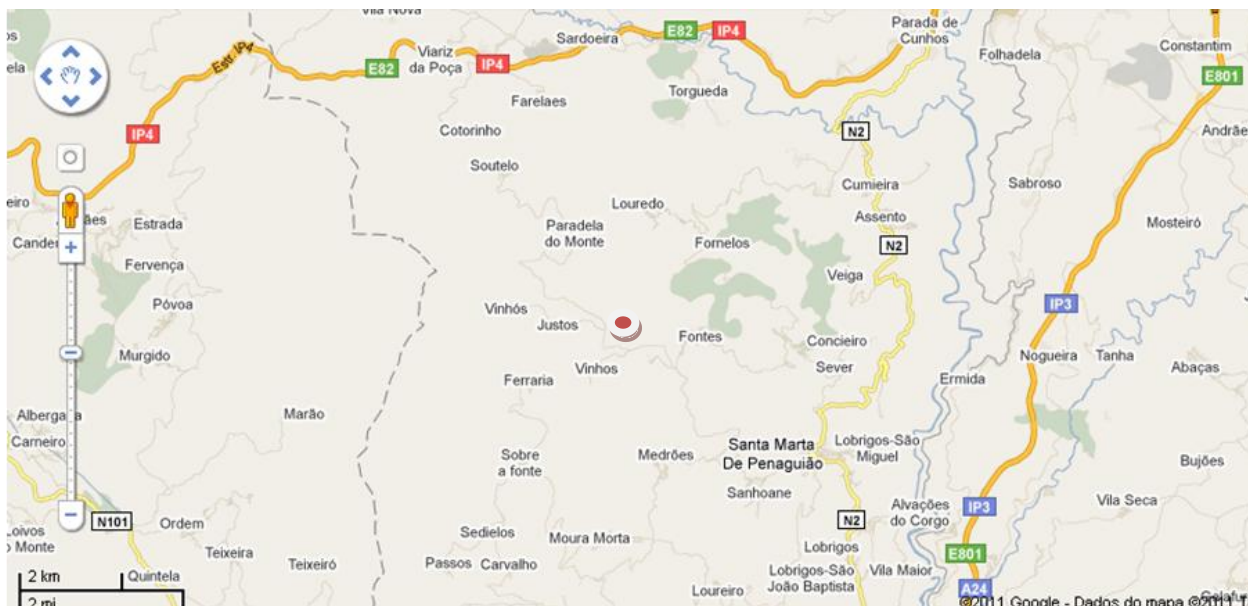 Vila Nova
Sardoeira
E82
IP4
Parada de
Cunhos
Folhadela
Constantim
Estr. IP4
E82
Viariz
da Poça
IP4
E801
Torgueda
Farelaes
IP4
Cotorinho
N2
Andrãe
Soutelo
Cumieira
Sabroso
Louredo
Assento
Mosteiró
Estrada
Paradela
do Monte
Fornelos
N2
Fervença
Veiga
Póvoa
Vinhós
Justos
IP3
Fontes
Concieiro
Murgido
Nogueira
Tanha
Abaças
Vinhos
Sever
Ferraria
Ermida
Marão
Carneiro
Santa Marta
De Penaguião
Lobrigos-São
Miguel
Sobre
a fonte
Medrões
Bujões
Sanhoane
Vila Seca
Alvações
do Corgo
IP3
N101
Ordem
N2
Loivos
Monte
Sedielos
Moura Morta
Teixeira
Lobrigos
E801
Teixeiró
Passos
Carvalho
Lobrigos-São
João Baptista
Vila Maior
2 km
Quintela
Loureiro
A24
2 mi
©2011 Google - Dados do mapa ©2011